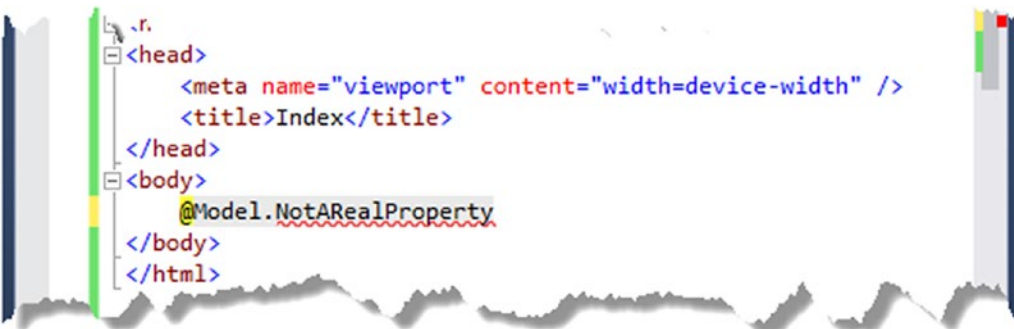 <head>
<meta name="viewport" content="width=device-width" />
<title>Index</title>
</head>
<body>
@Model.NotARealProperty
</body>
</html>